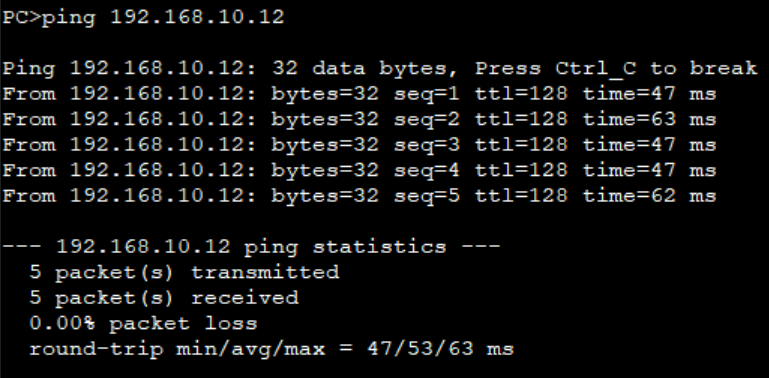 PC>ping 192.168.10.12
Ping 192.168.10.12: 32 data bytes, Press Ctrl_C to break
From 192.168.10.12: bytes=32 seq=1 ttl=128 time=47 ms
From 192.168.10.12: bytes=32 seq=2 ttl=128 time=63 ms
From 192.168.10.12: bytes=32 seq=3 ttl=128 time=47 ms
From 192.168.10.12: bytes=32 seq=4 ttl=128 time=47 ms
From 192.168.10.12: bytes=32 seq=5 ttl=128 time=62 ms
--- 192.168.10.12 ping statistics ---
5 packet(s) transmitted
5 packet(s) received
0.00% packet loss
round-trip min/avg/max = 47/53/63 ms